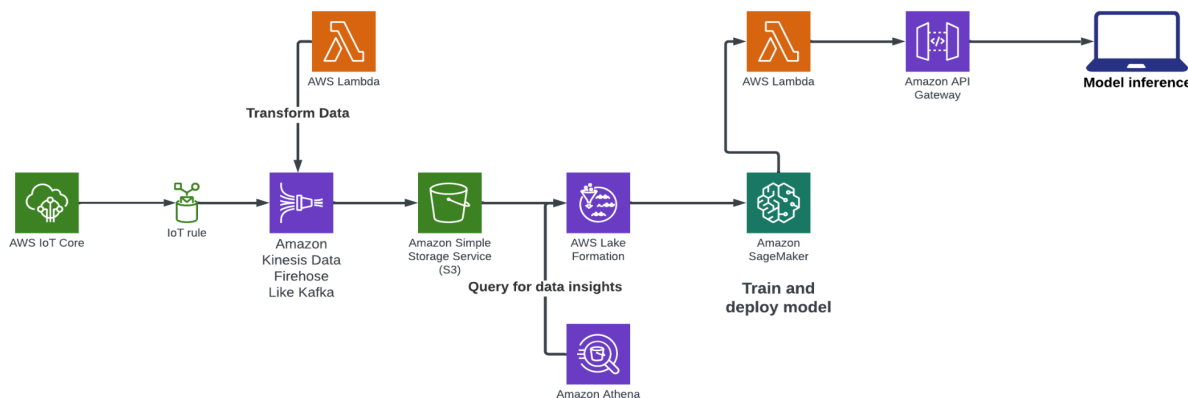 AWS Lambda
Transform Data
AWS IoT Core
IoT rule
Amazon
Kinesis Data
Firehose
Like Kafka
Amazon Simple
Storage Service
(S3)
Query for data insights
Amazon Athena
AWS Lake
Formation
Amazon
SageMaker
Train and
deploy model
AWS Lambda
Amazon API
Gateway
Model inference